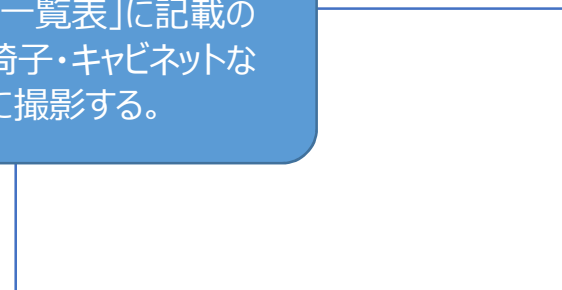 一覧表」に記載の
椅子・キャビネットな
に撮影する。